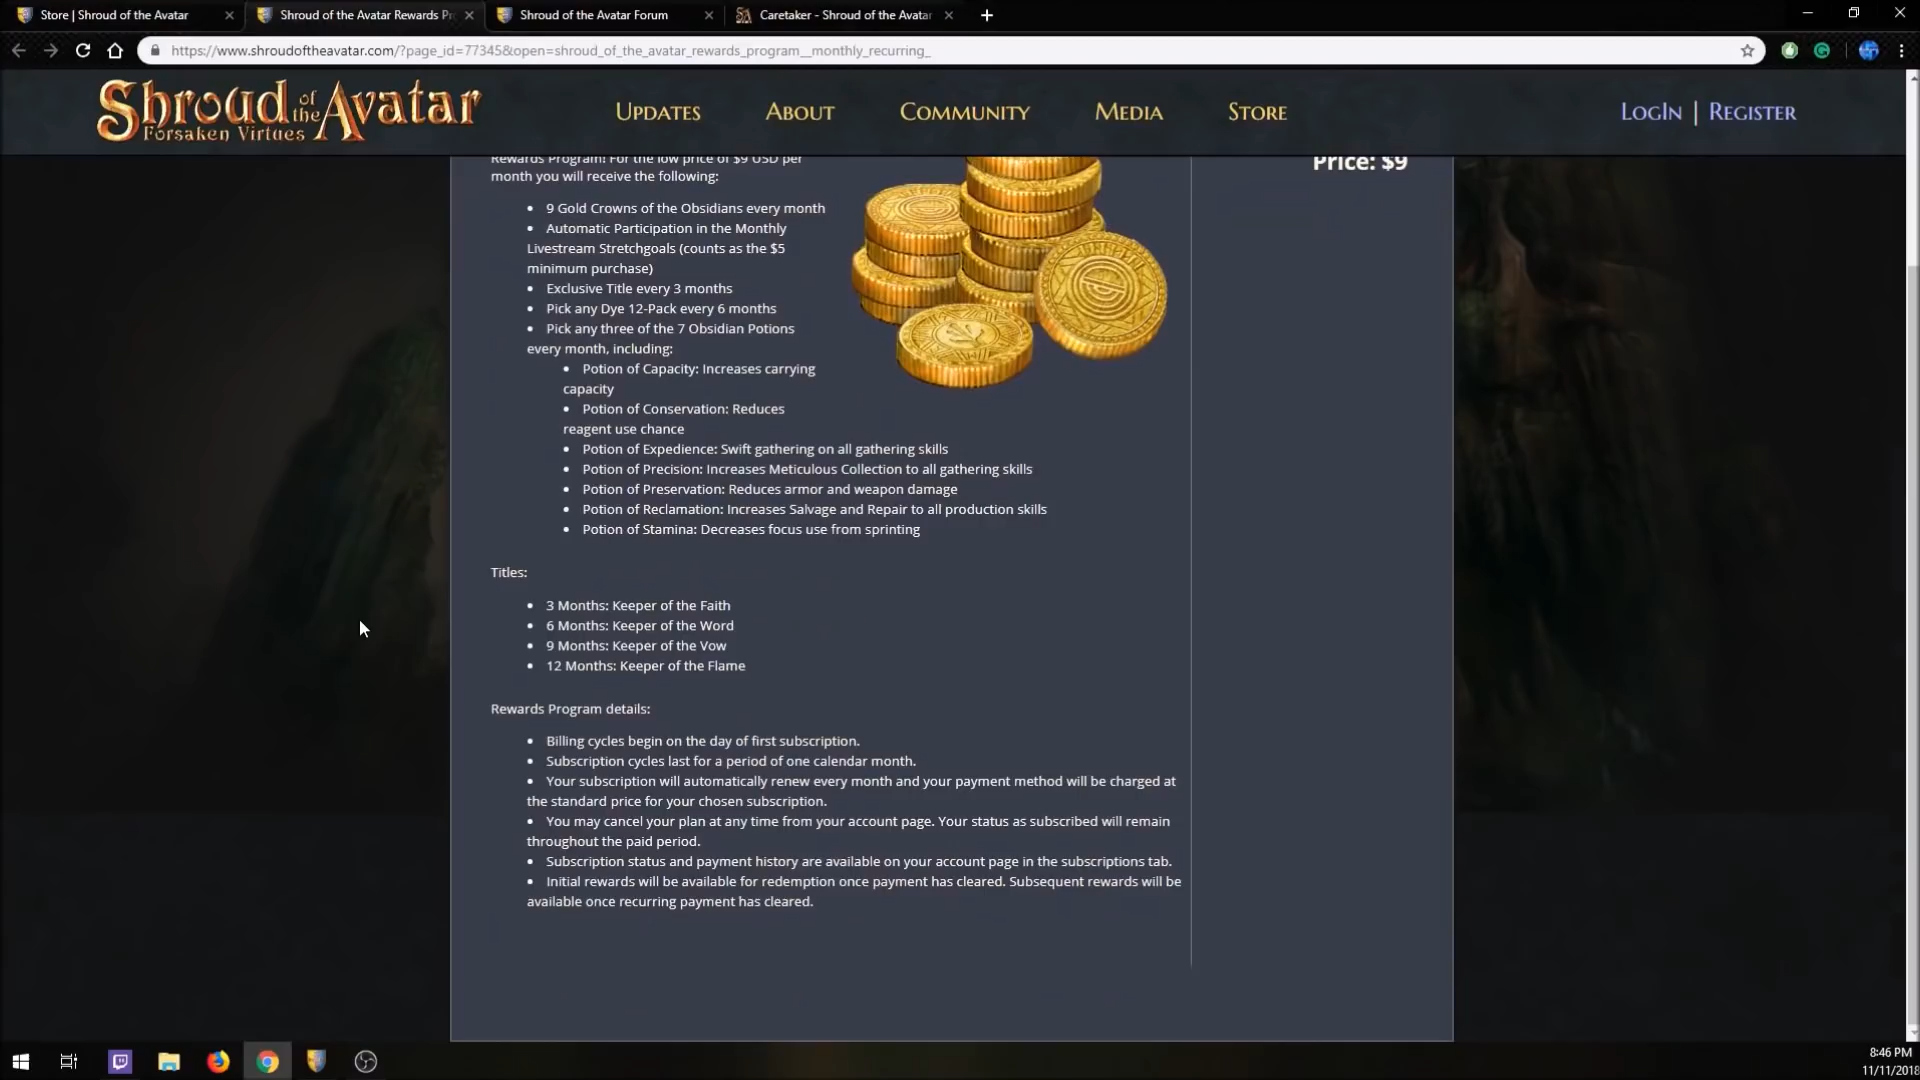 Store | Shroud of the Avatar
Shroud of the Avatar Rewards Pr
Shroud of the Avatar Forum
Caretaker - Shroud of the Avatar
https://www.shroudoftheavatar.com/?page_id=77345&open=shroud_of_the_avatar_rewards_program__monthly_recurring_
Shroud of the Avatar
Forsaken Virtues
Updates About Community Media Store
LogIn | Register
Rewards Program! For the low price of $9 USD per
month you will receive the following:
Price: $9
• 9 Gold Crowns of the Obsidians every month
• Automatic Participation in the Monthly
Livestream Stretchgoals (counts as the $5
minimum purchase)
• Exclusive Title every 3 months
• Pick any Dye 12-Pack every 6 months
• Pick any three of the 7 Obsidian Potions
every month, including:
• Potion of Capacity: Increases carrying
capacity
• Potion of Conservation: Reduces
reagent use chance
• Potion of Expedience: Swift gathering on all gathering skills
• Potion of Precision: Increases Meticulous Collection to all gathering skills
• Potion of Preservation: Reduces armor and weapon damage
• Potion of Reclamation: Increases Salvage and Repair to all production skills
• Potion of Stamina: Decreases focus use from sprinting
Titles:
• 3 Months: Keeper of the Faith
• 6 Months: Keeper of the Word
• 9 Months: Keeper of the Vow
• 12 Months: Keeper of the Flame
Rewards Program details:
• Billing cycles begin on the day of first subscription.
• Subscription cycles last for a period of one calendar month.
• Your subscription will automatically renew every month and your payment method will be charged at
the standard price for your chosen subscription.
• You may cancel your plan at any time from your account page. Your status as subscribed will remain
throughout the paid period.
• Subscription status and payment history are available on your account page in the subscriptions tab.
• Initial rewards will be available for redemption once payment has cleared. Subsequent rewards will be
available once recurring payment has cleared.
8:46 PM
11/11/2018